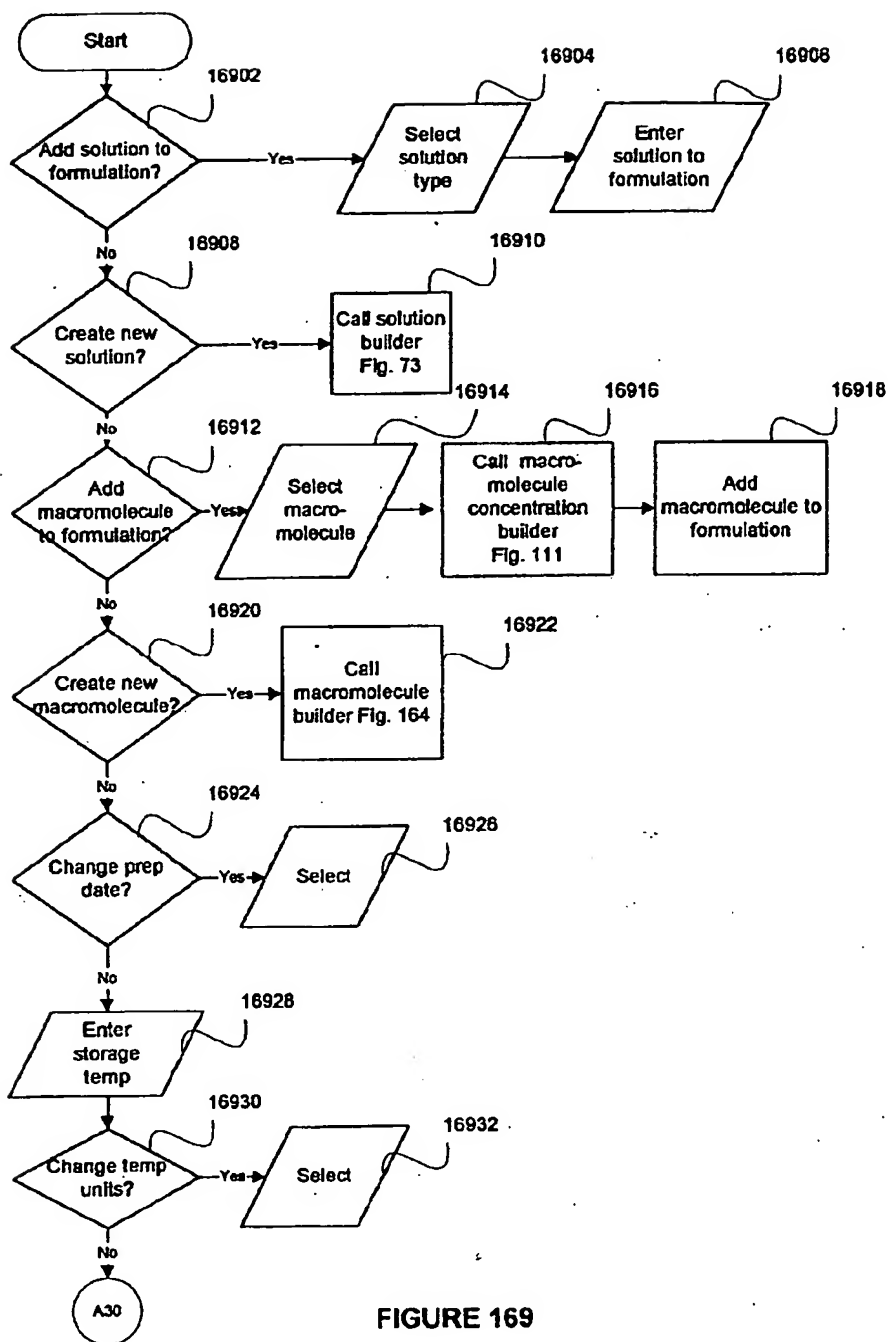 Start
16902
16904
16908
Add solution to
formulation?
Yes
Select
solution
type
Enter
solution to
formulation
No
16908
16910
Create new
solution?
Yes
Call solution
builder
Fig. 73
No
16912
16914
16916
16918
Add
macromolecule
to formulation?
Yes
Select
macro-
molecule
Call macro-
molecule
concentration
builder
Fig. 111
Add
macromolecule to
formulation
No
16920
16922
Create new
macromolecule?
Yes
Call
macromolecule
builder Fig. 164
No
16924
16926
Change prep
date?
Yes
Select
No
16928
Enter
storage
temp
16930
16932
Change temp
units?
Yes
Select
No
A30
FIGURE 169